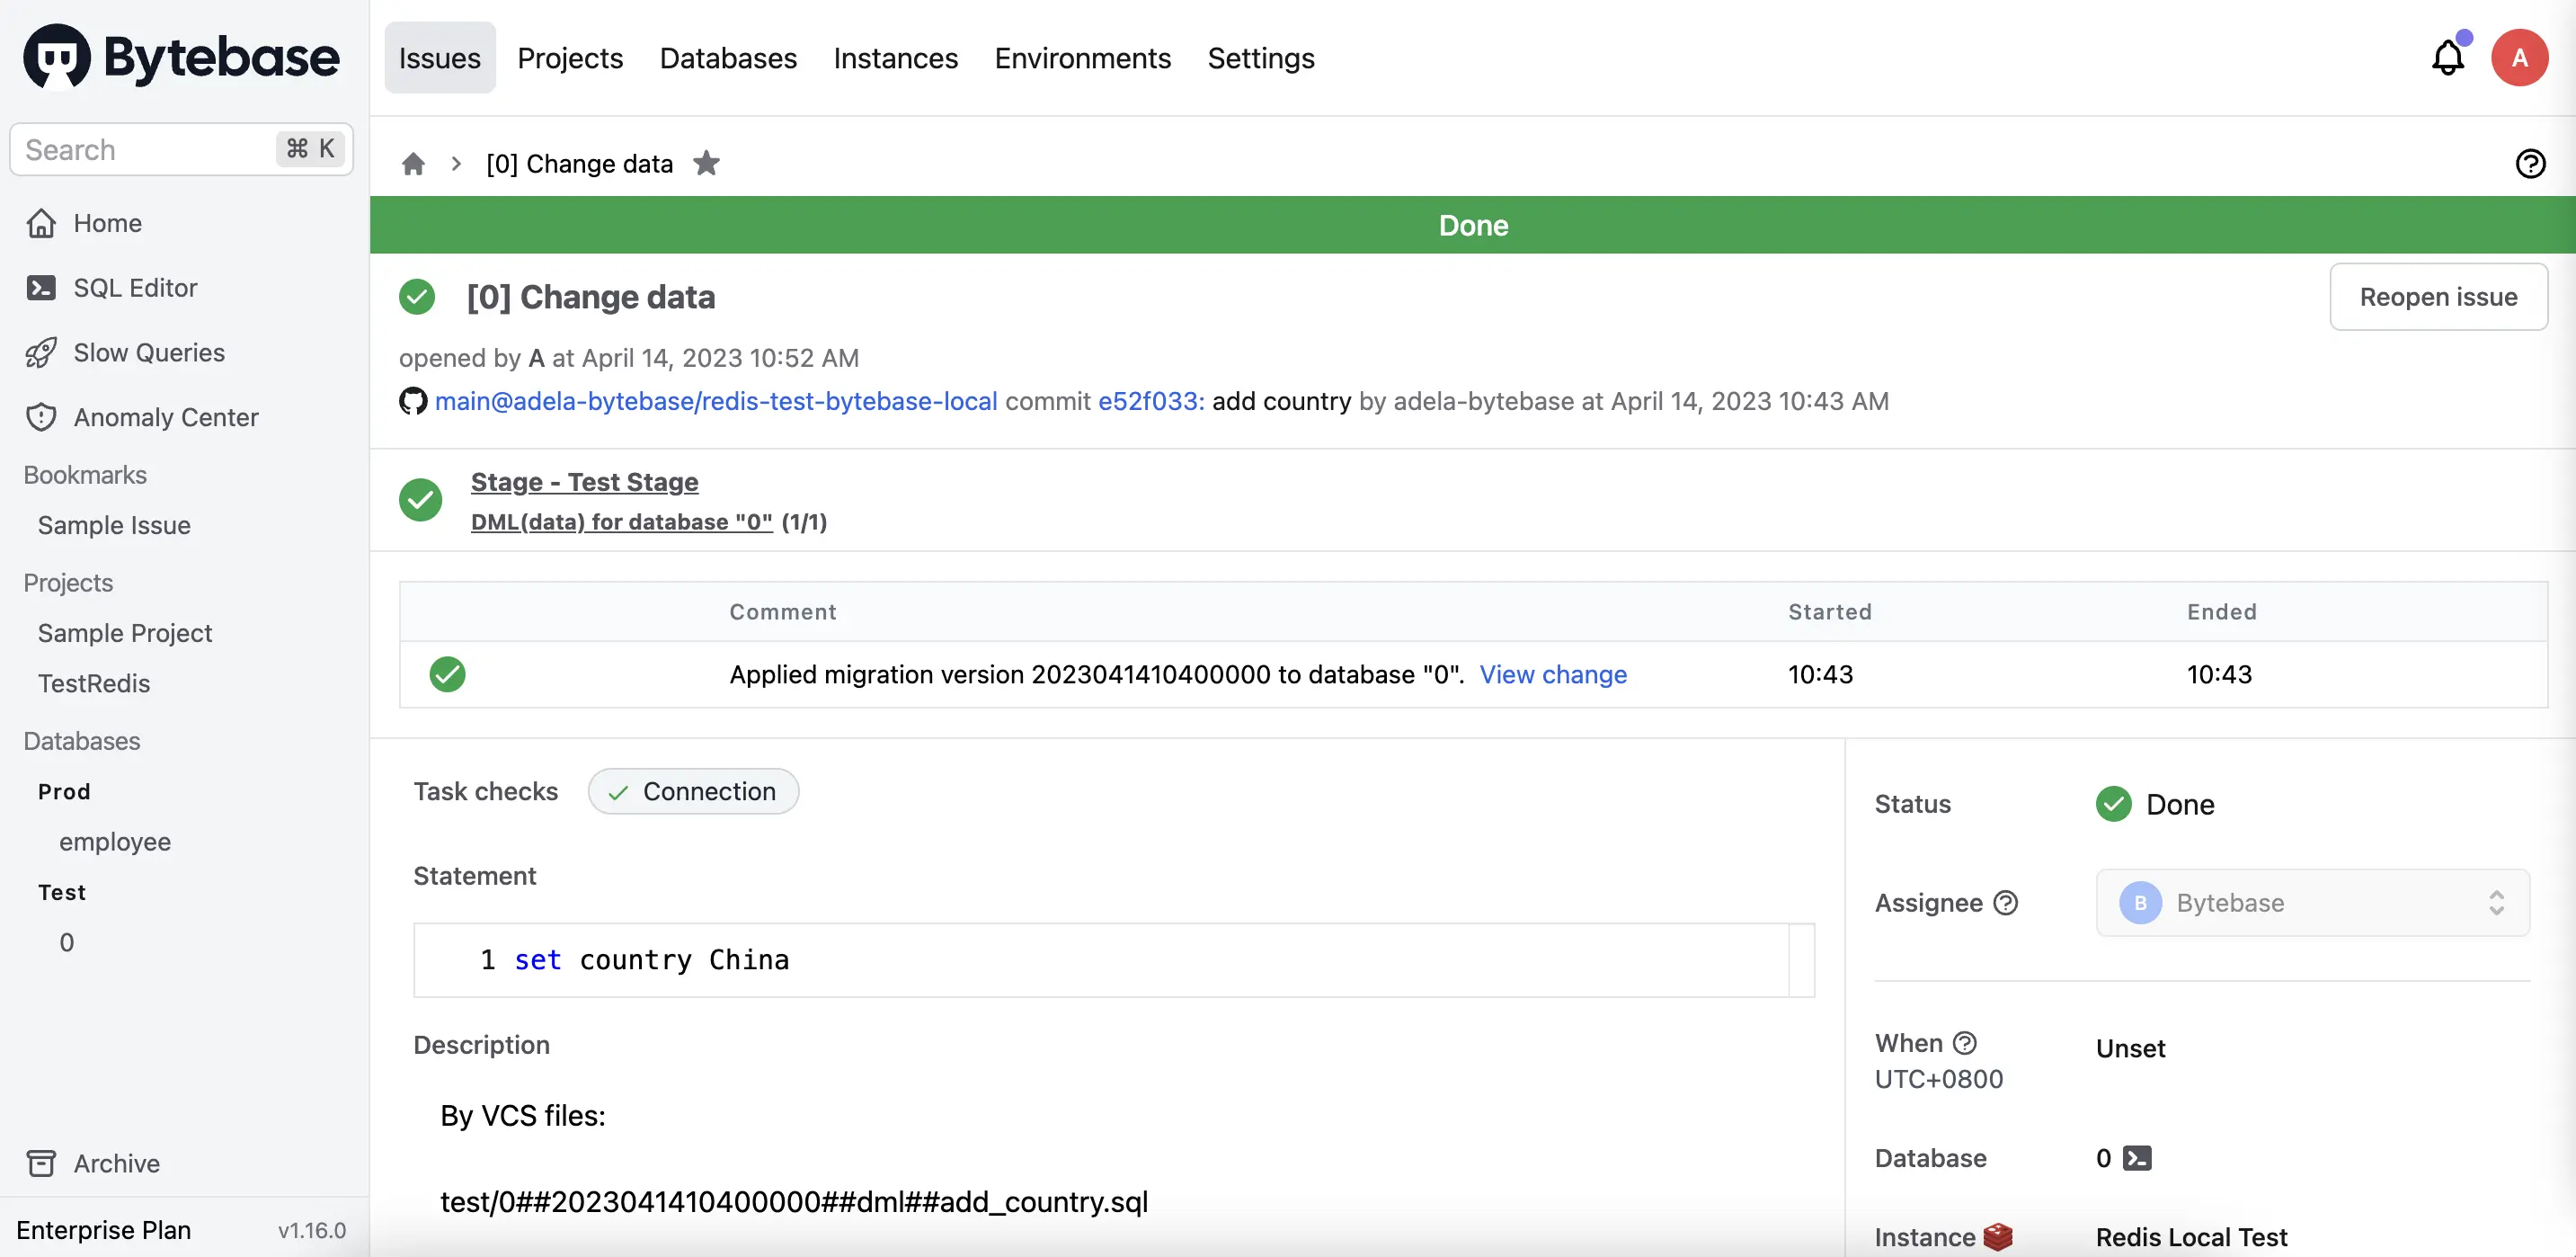 Bytebase
Search ⌘ K
Home
SQL Editor
Slow Queries
Anomaly Center
Bookmarks
Sample Issue
Projects
Sample Project
TestRedis
Databases
Prod
employee
Test
0
Archive
Enterprise Plan v1.16.0
Issues Projects Databases Instances Environments Settings
A
[0] Change data
Done
[0] Change data
Reopen issue
opened by A at April 14, 2023 10:52 AM
main@adela-bytebase/redis-test-bytebase-local commit e52f033: add country by adela-bytebase at April 14, 2023 10:43 AM
Stage - Test Stage
DML(data) for database "0" (1/1)
Comment Started Ended
Applied migration version 2023041410400000 to database "0". View change 10:43 10:43
Task checks Connection
Statement
1 set country China
Description
By VCS files:
test/0##2023041410400000##dml##add_country.sql
Status Done
Assignee B Bytebase
When Unset
UTC+0800
Database 0
Instance Redis Local Test